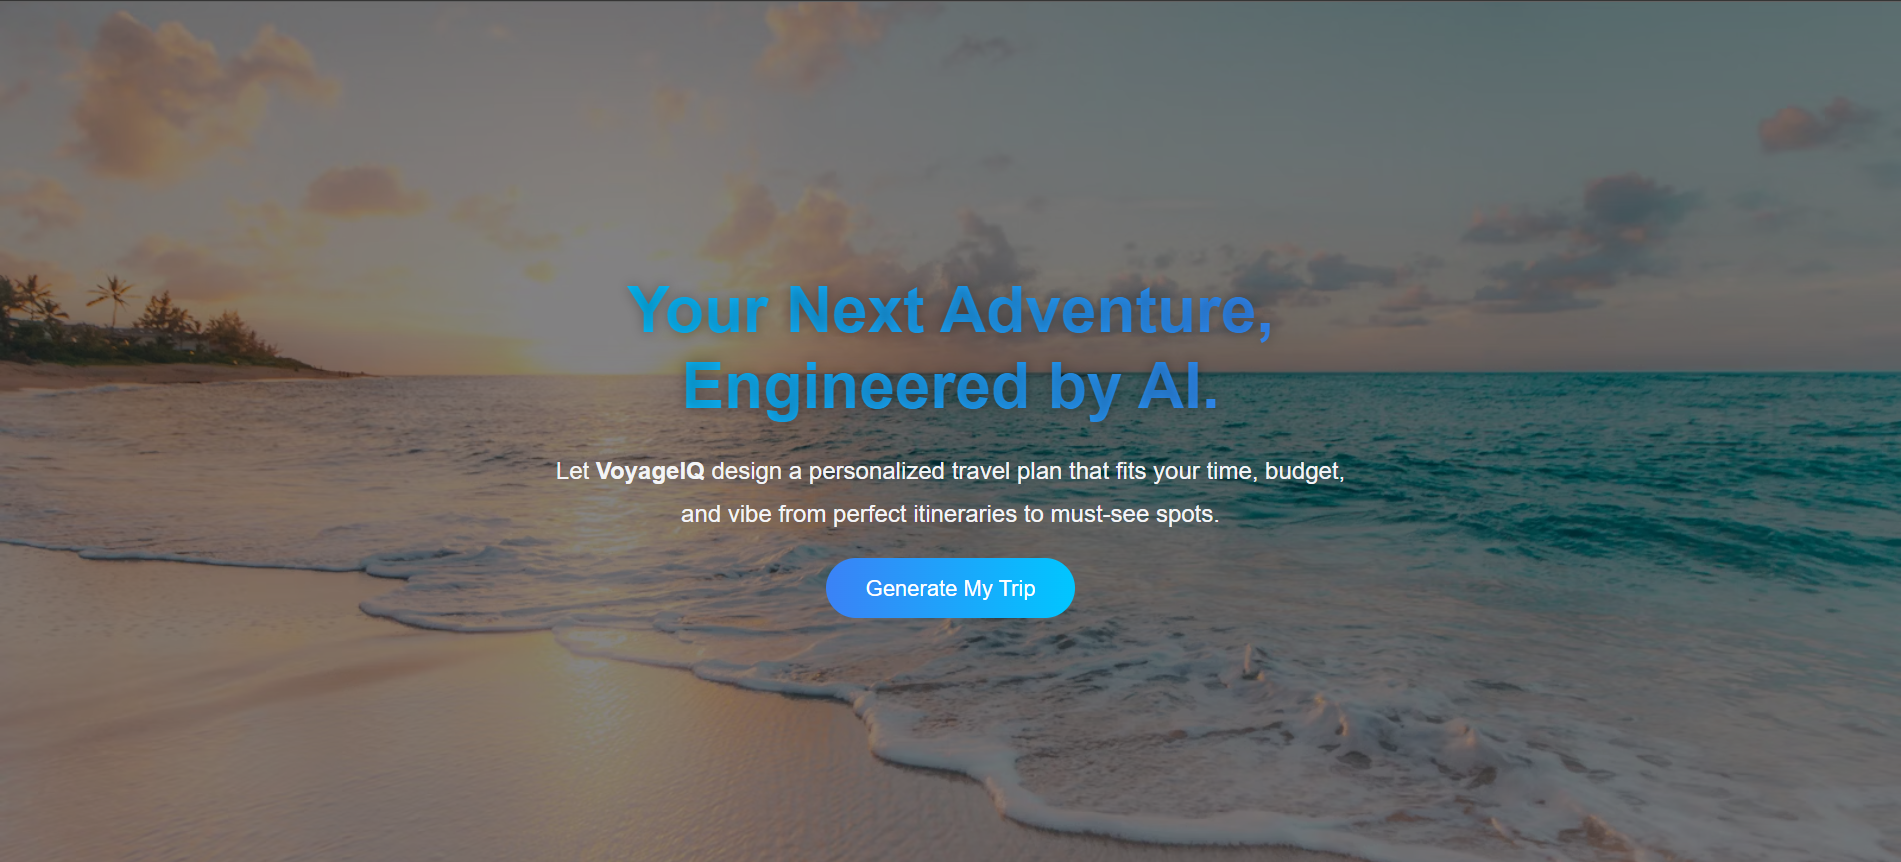 Your Next Adventure,
Engineered by AI.
Let VoyageIQ design a personalized travel plan that fits your time, budget,
and vibe from perfect itineraries to must-see spots.
Generate My Trip